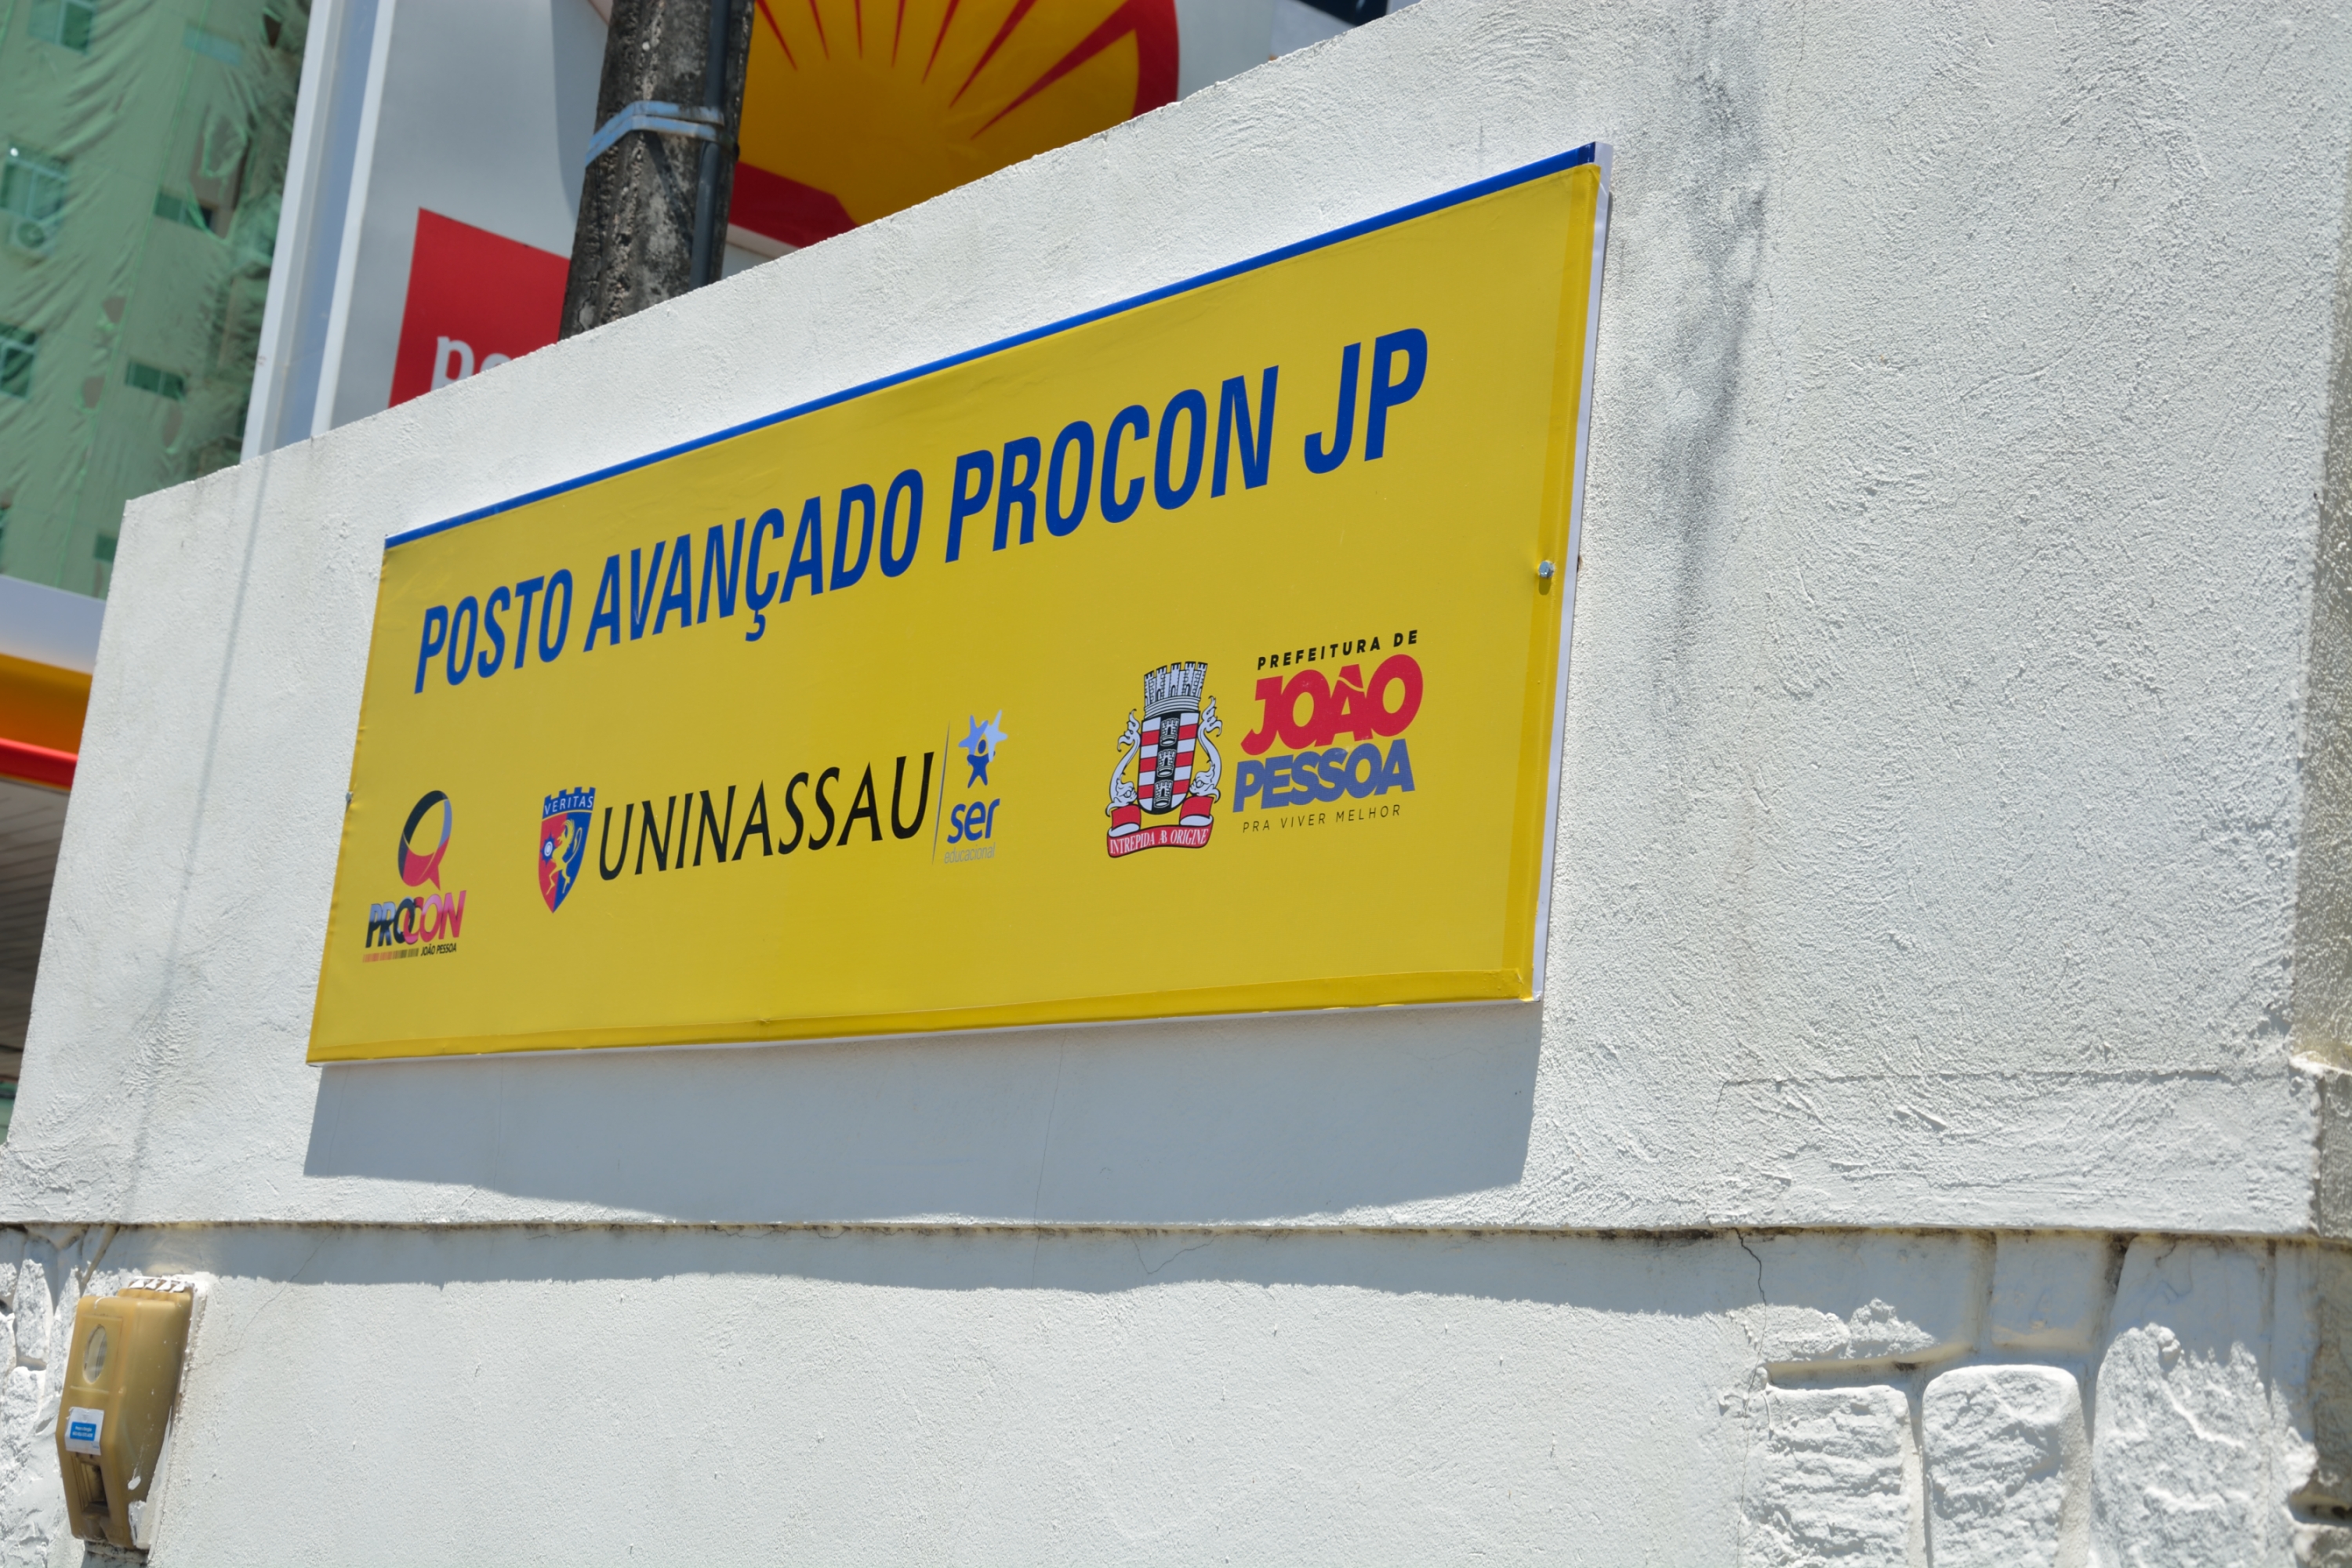 POSTO AVANÇADO PROCON JP
PROCON
JOÃO PESSOA
VERITAS
UNINASSAU
ser
educacional
INTREPIDA AB ORIGINE
PREFEITURA DE
JOÃO
PESSOA
PRA VIVER MELHOR